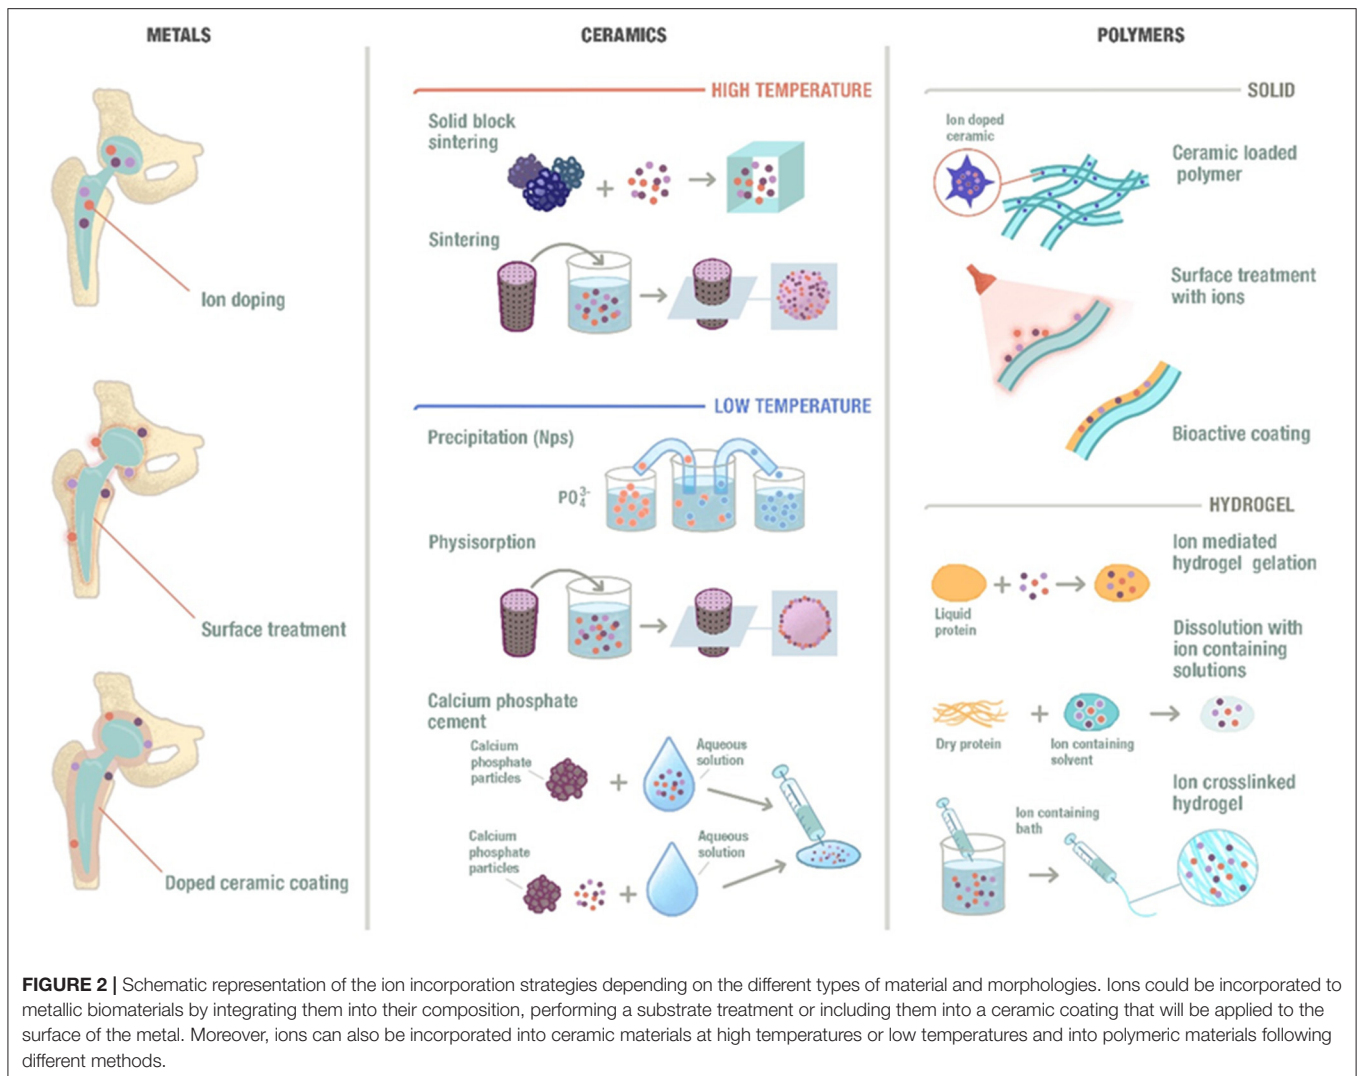 METALS
Ion doping
Surface treatment
Doped ceramic coating
CERAMICS
HIGH TEMPERATURE
Solid block
sintering
Sintering
LOW TEMPERATURE
Precipitation (Nps)
PO₄³⁻
Physisorption
Calcium phosphate
cement
Calcium
phosphate
particles
Aqueous
solution
Calcium
phosphate
particles
Aqueous
solution
POLYMERS
SOLID
Ion doped
ceramic
Ceramic loaded
polymer
Surface treatment
with ions
Bioactive coating
HYDROGEL
Ion mediated
hydrogel gelation
Liquid
protein
Dissolution with
ion containing
solutions
Dry protein
Ion containing
solvent
Ion crosslinked
hydrogel
Ion containing
bath
FIGURE 2 | Schematic representation of the ion incorporation strategies depending on the different types of material and morphologies. Ions could be incorporated to
metallic biomaterials by integrating them into their composition, performing a substrate treatment or including them into a ceramic coating that will be applied to the
surface of the metal. Moreover, ions can also be incorporated into ceramic materials at high temperatures or low temperatures and into polymeric materials following
different methods.